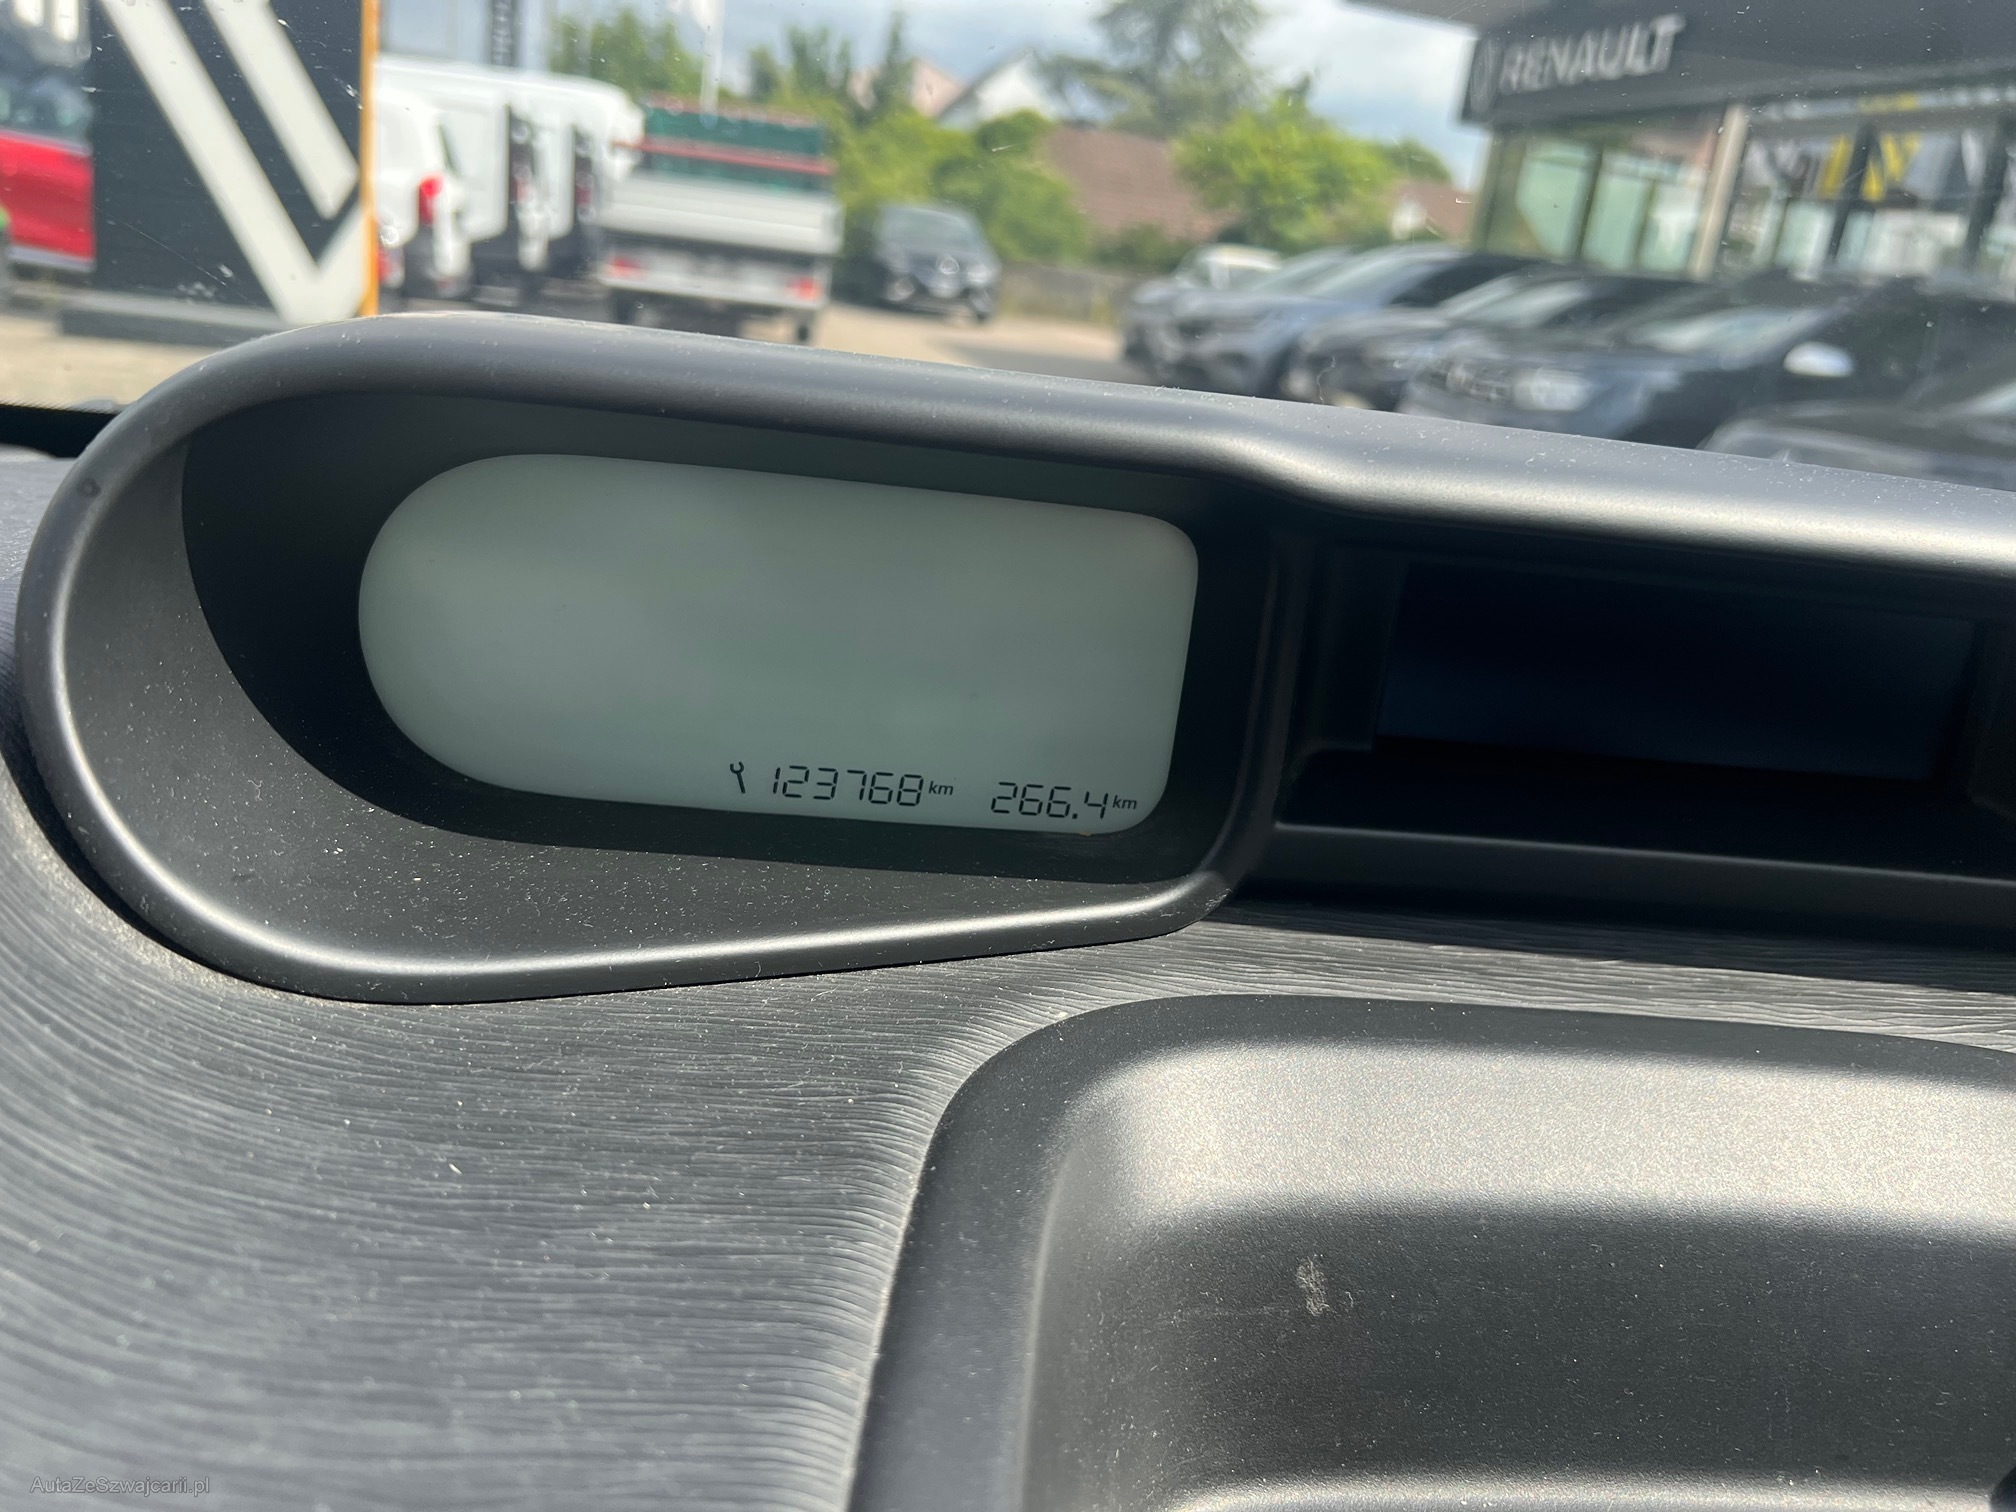 RENAULT
123768 km 266.4 km
AutaZeSzwajcarii.pl